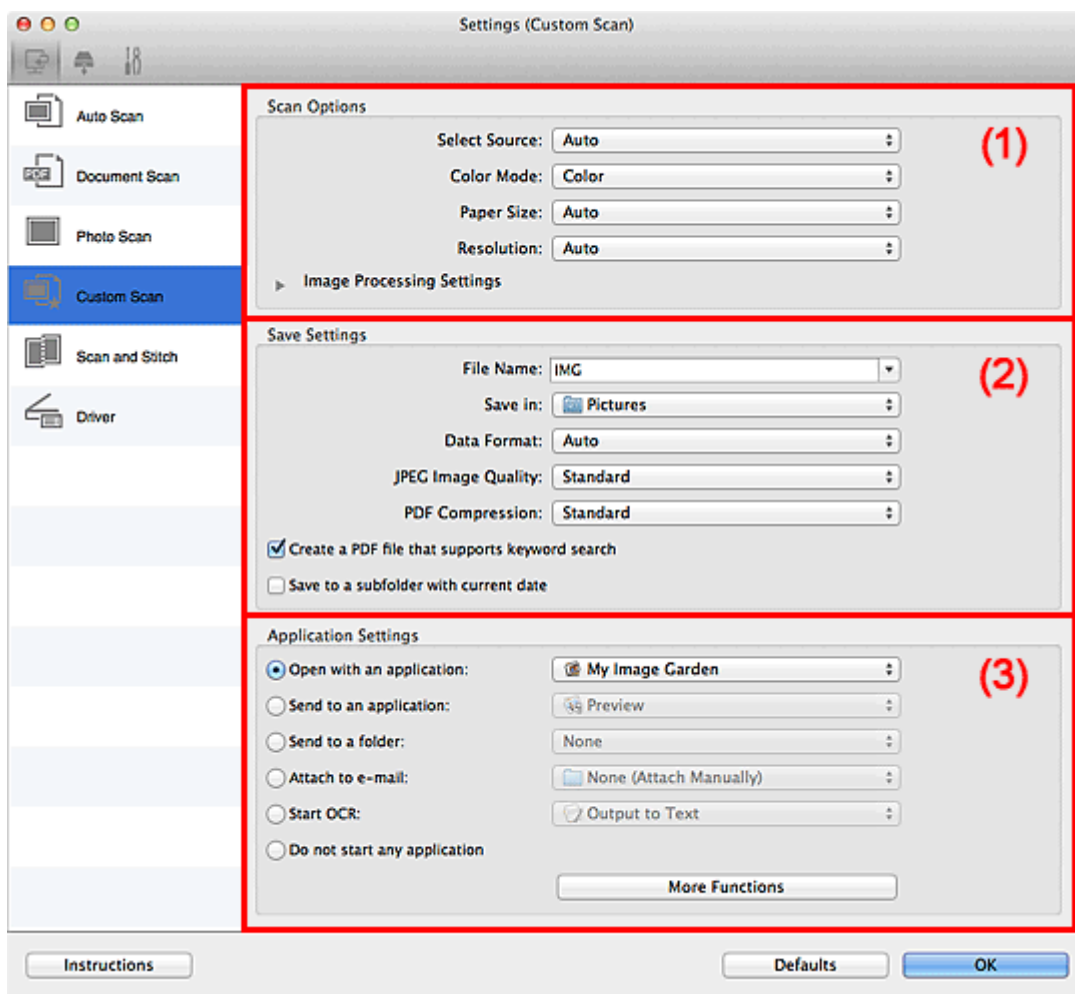 Settings (Custom Scan)
Auto Scan
PDF Document Scan
Photo Scan
Custom Scan
Scan and Stitch
Driver
Scan Options
(1)
Select Source: Auto
Color Mode: Color
Paper Size: Auto
Resolution: Auto
Image Processing Settings
Save Settings
(2)
File Name: IMG
Save in: Pictures
Data Format: Auto
JPEG Image Quality: Standard
PDF Compression: Standard
Create a PDF file that supports keyword search
Save to a subfolder with current date
Application Settings
(3)
Open with an application: My Image Garden
Send to an application: Preview
Send to a folder: None
Attach to e-mail: None (Attach Manually)
Start OCR: Output to Text
Do not start any application
More Functions
Instructions
Defaults
OK